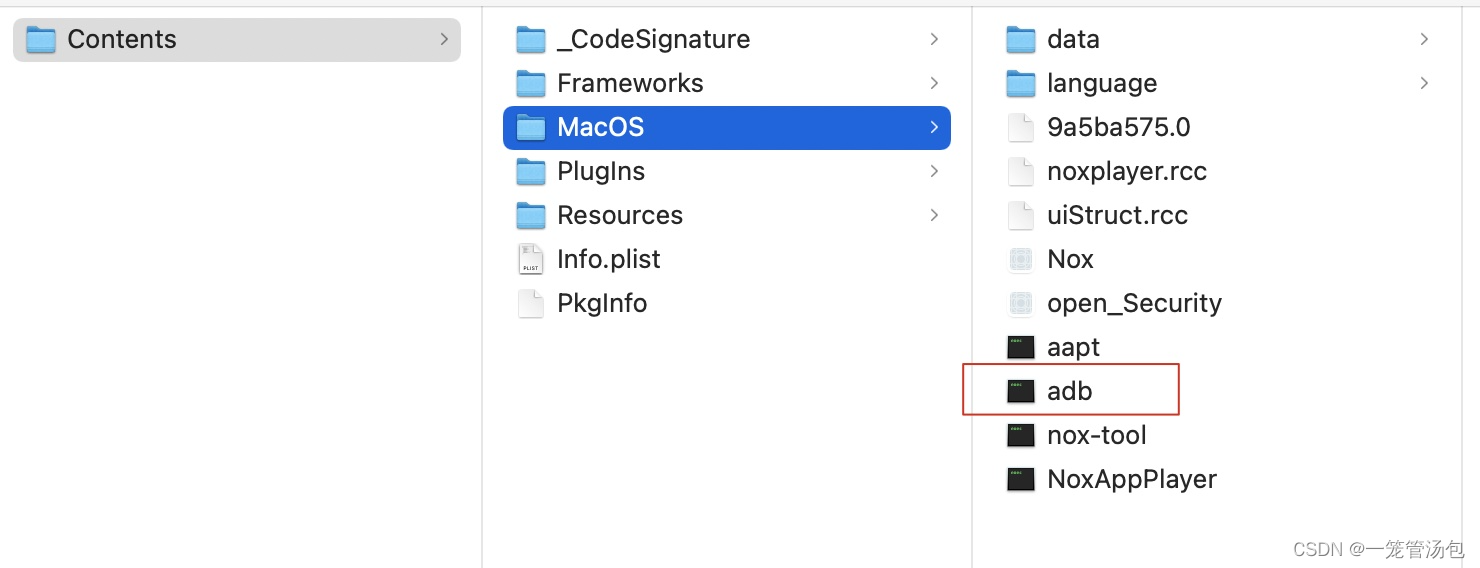 Contents
_CodeSignature
Frameworks
MacOS
PlugIns
Resources
PLIST
Info.plist
PkgInfo
data
language
9a5ba575.0
noxplayer.rcc
uiStruct.rcc
Nox
open_Security
aapt
adb
nox-tool
NoxAppPlayer
CSDN @一笼管汤包